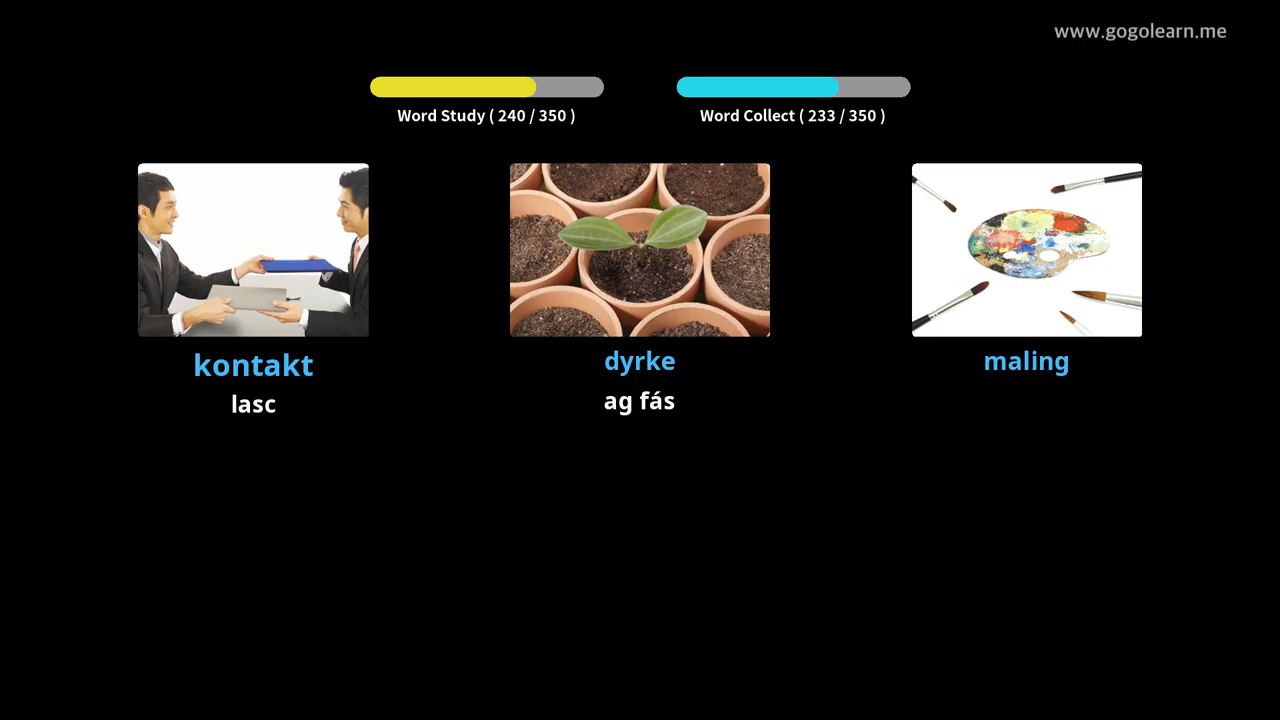 www.gogolearn.me
Word Study ( 240 / 350 )
Word Collect ( 233 / 350 )
kontakt
lasc
dyrke
ag fás
maling